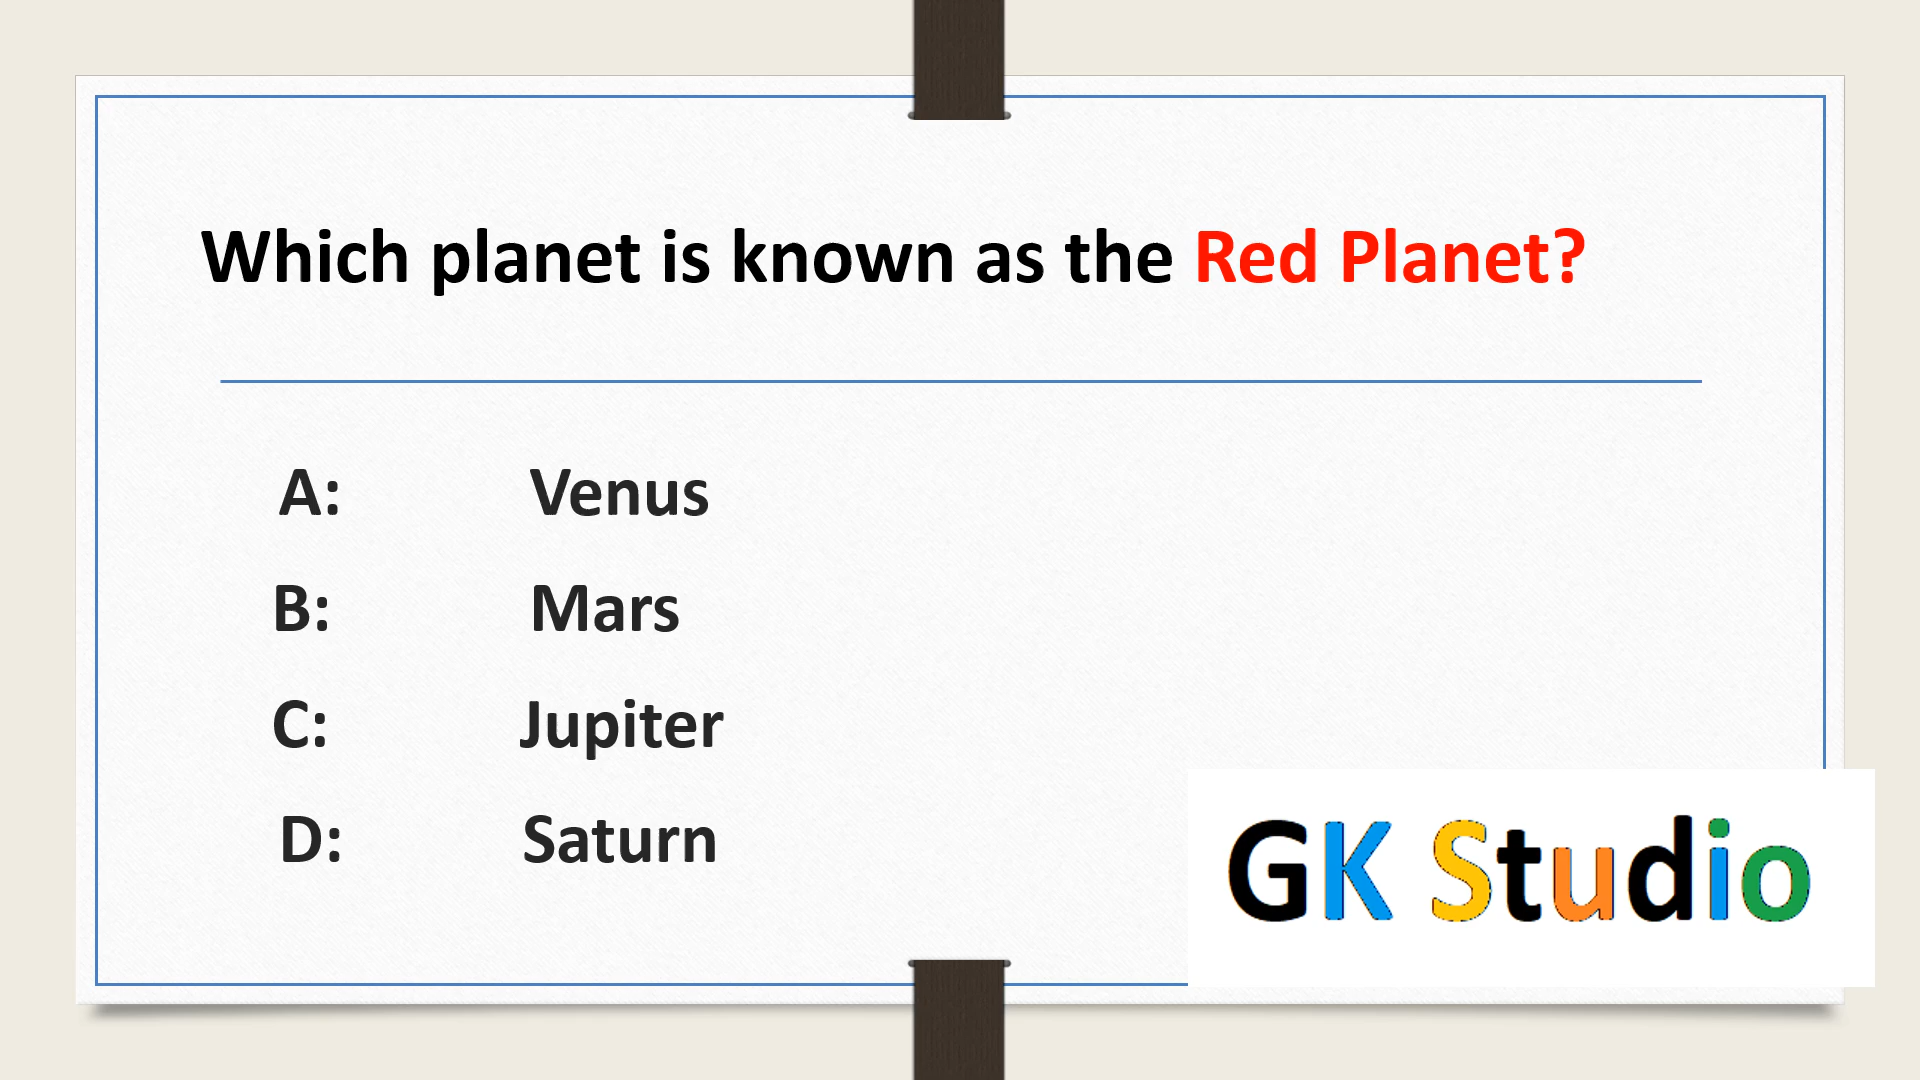 Which planet is known as the Red Planet?
A: Venus
B: Mars
C: Jupiter
D: Saturn
GK Studio